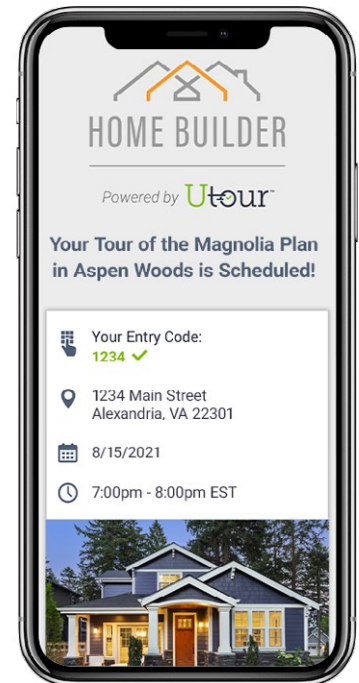 HOME BUILDER
Powered by Utour™
Your Tour of the Magnolia Plan
in Aspen Woods is Scheduled!
Your Entry Code:
1234
1234 Main Street
Alexandria, VA 22301
8/15/2021
7:00pm - 8:00pm EST